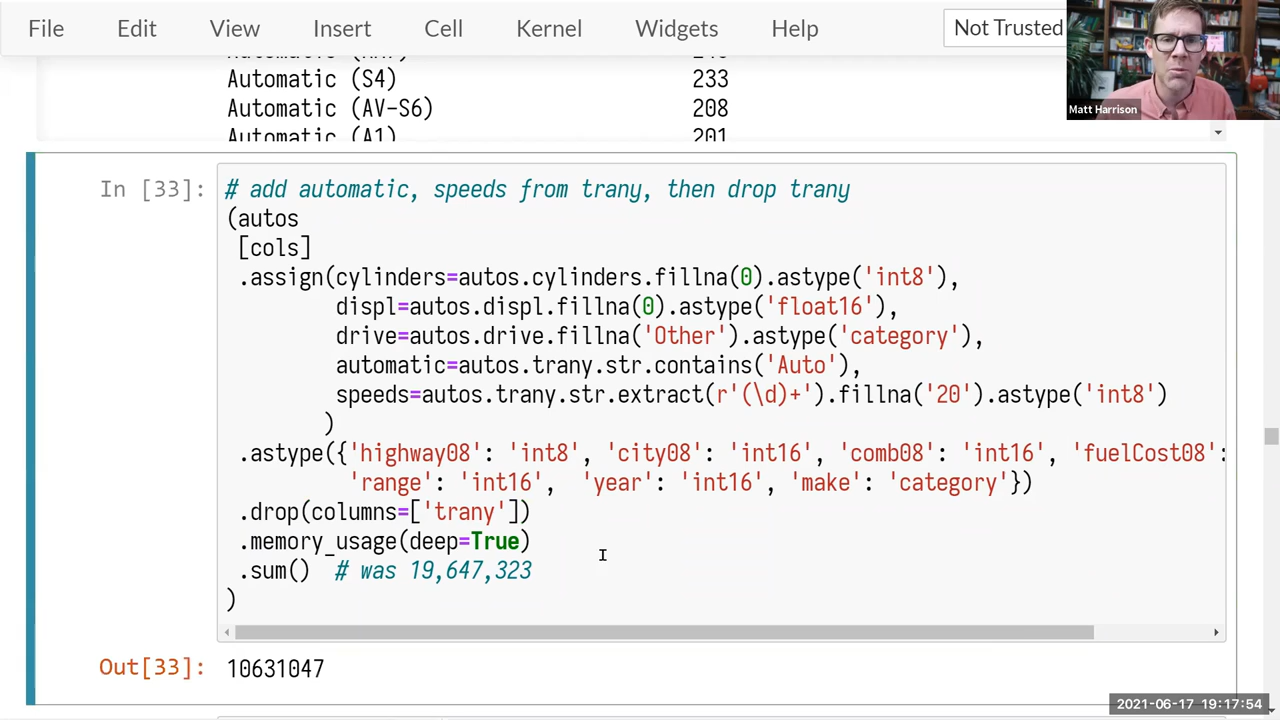 File Edit View Insert Cell Kernel Widgets Help Not Trusted
Matt Harrison
Automatic (S4) 233
Automatic (AV-S6) 208
Automatic (A1) 201
In [33]: # add automatic, speeds from trany, then drop trany
(autos
[cols]
.assign(cylinders=autos.cylinders.fillna(0).astype('int8'),
displ=autos.displ.fillna(0).astype('float16'),
drive=autos.drive.fillna('Other').astype('category'),
automatic=autos.trany.str.contains('Auto'),
speeds=autos.trany.str.extract(r'(\d)+').fillna('20').astype('int8')
)
.astype({'highway08': 'int8', 'city08': 'int16', 'comb08': 'int16', 'fuelCost08':
'range': 'int16', 'year': 'int16', 'make': 'category'})
.drop(columns=['trany'])
.memory_usage(deep=True)
.sum() # was 19,647,323
)
Out[33]: 10631047
2021-06-17 19:17:54